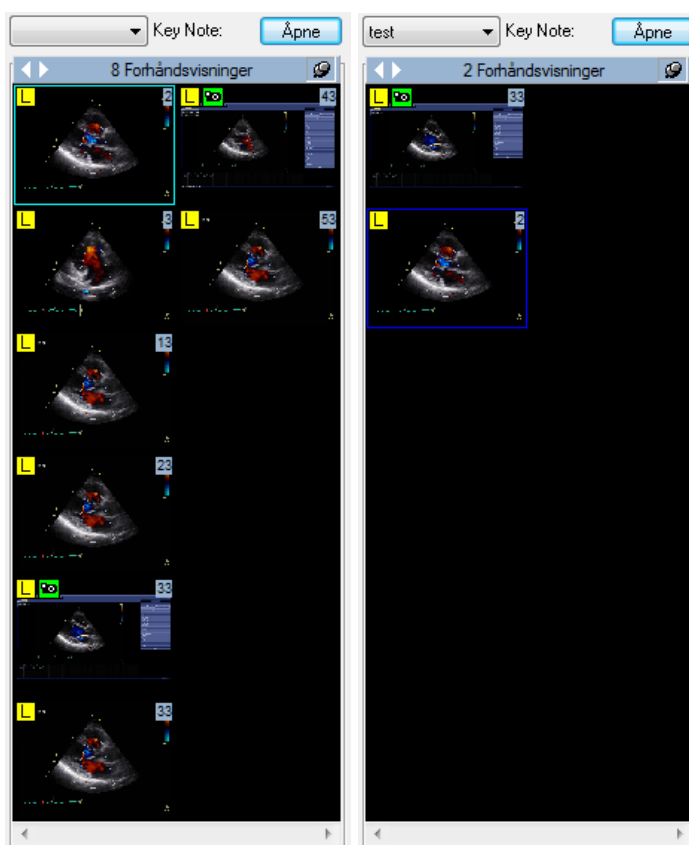 Key Note: Åpne
8 Forhåndsvisninger
L 2
L 43
L 3
L 53
L 13
L 23
L 33
L 33
test Key Note: Åpne
2 Forhåndsvisninger
L 33
L 2